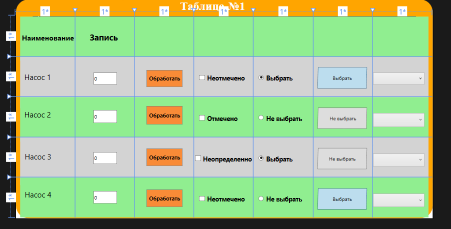 Таблица №1
1* 1* 1* 1* 1* 1* 1*
Наименование Запись
Насос 1 0 Обработать Неотмечено Выбрать Выбрать
Насос 2 0 Обработать Отмечено Не выбрать Не выбрать
Насос 3 0 Обработать Неопределенно Выбрать Не выбрать
Насос 4 0 Обработать Неотмечено Не выбрать Выбрать